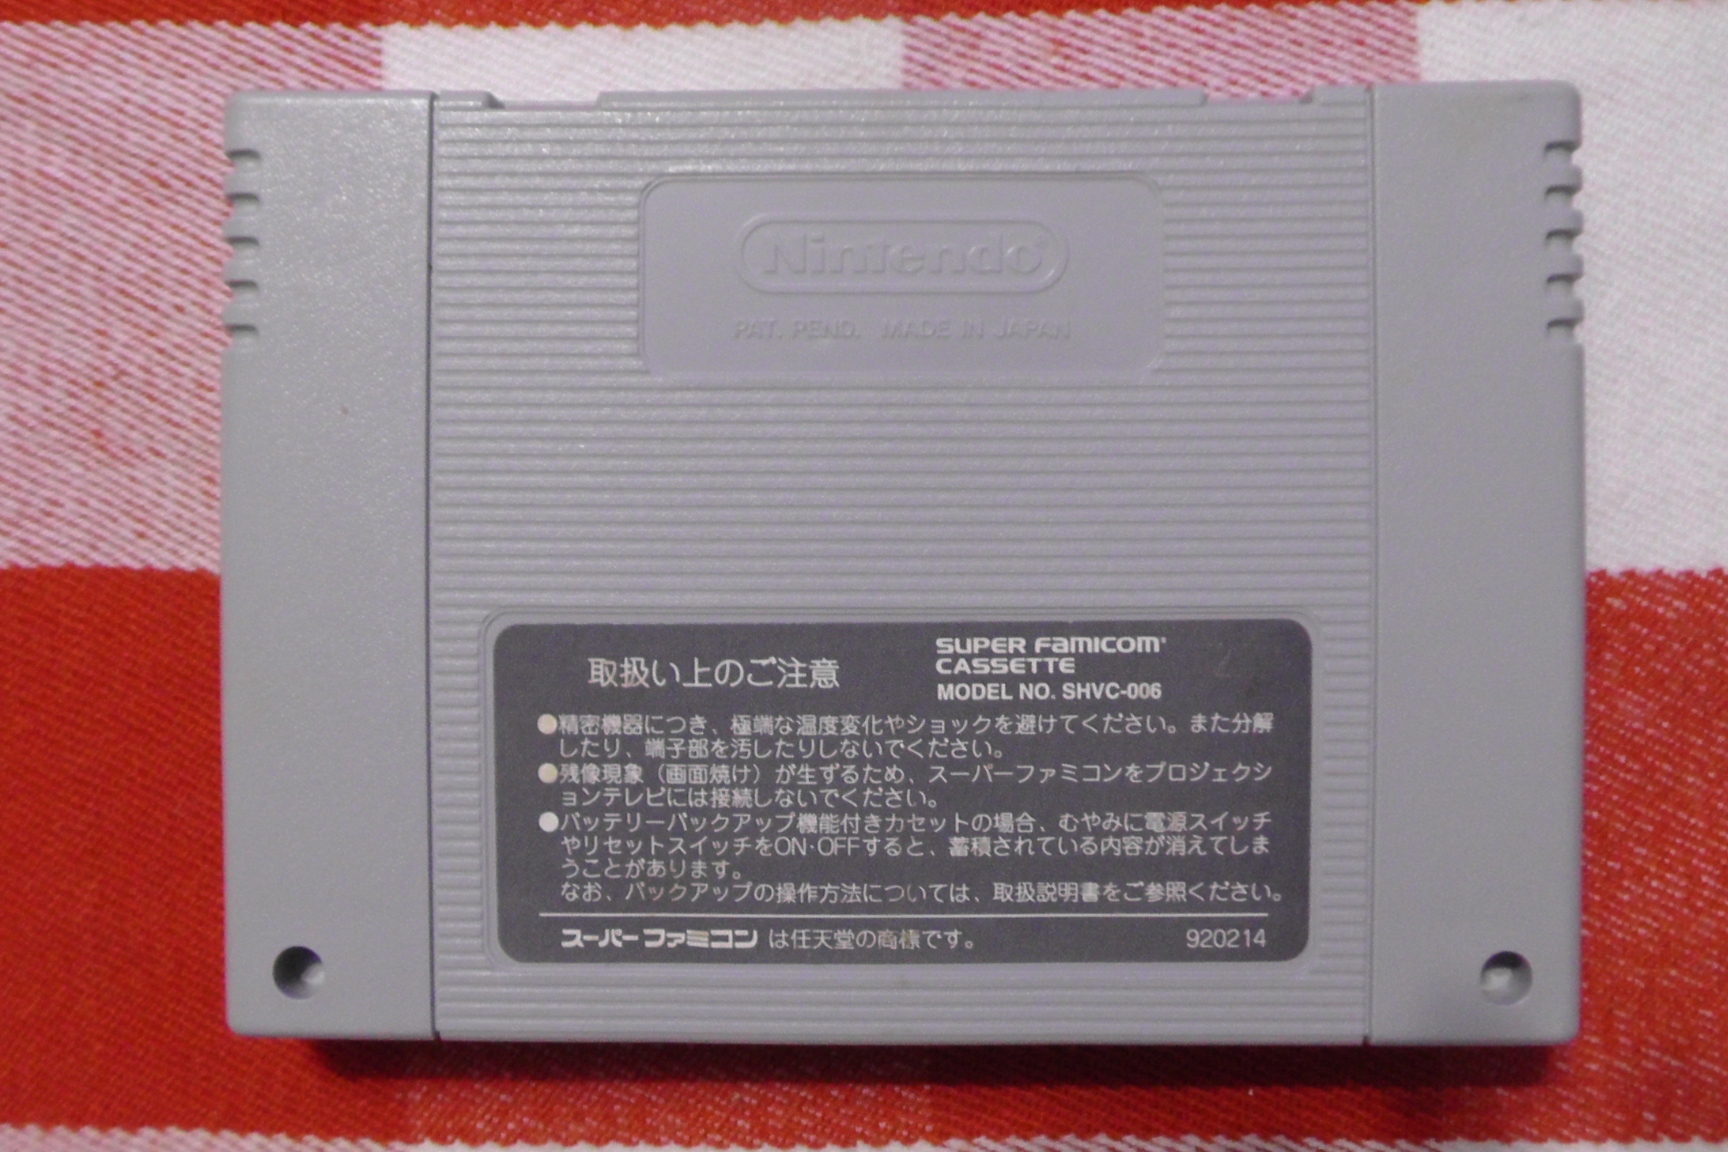 Nintendo®
PAT. PEND. MADE IN JAPAN
取扱い上のご注意
SUPER FAMICOM®
CASSETTE
MODEL NO. SHVC-006
●精密機器につき、極端な温度変化やショックを避けてください。また分解
したり、端子部を汚したりしないでください。
●残像現象（画面焼け）が生ずるため、スーパーファミコンをプロジェクシ
ョンテレビには接続しないでください。
●バッテリーバックアップ機能付きカセットの場合、むやみに電源スイッチ
やリセットスイッチをON·OFFすると、蓄積されている内容が消えてしま
うことがあります。
なお、バックアップの操作方法については、取扱説明書をご参照ください。
スーパーファミコン は任天堂の商標です。
920214